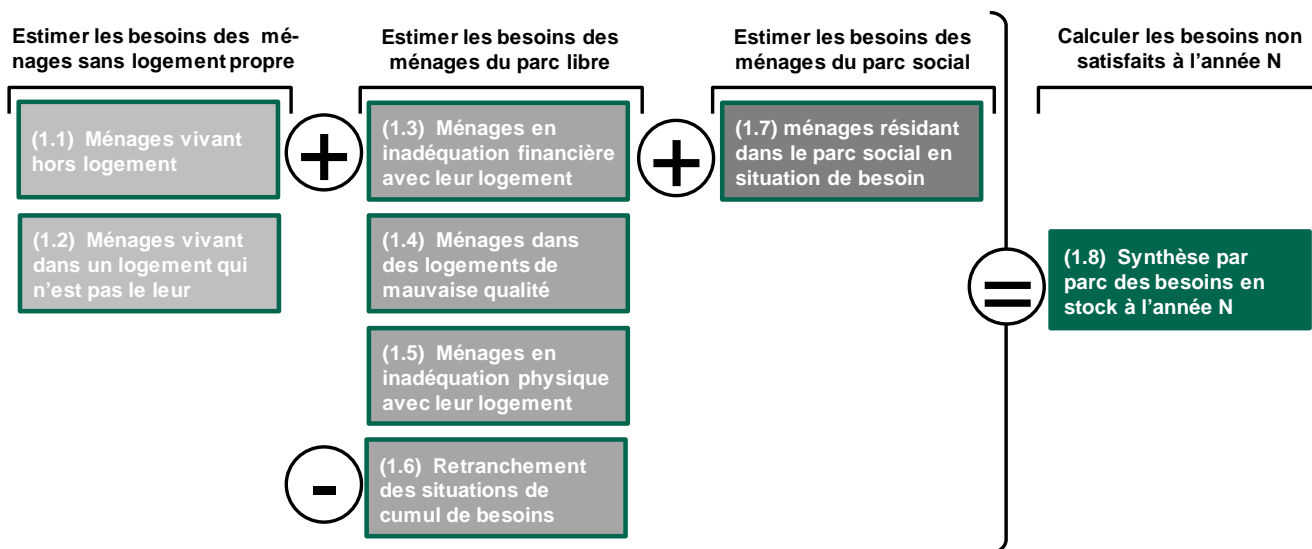 Estimer les besoins des mé-
nages sans logement propre
(1.1) Ménages vivant
hors logement
(1.2) Ménages vivant
dans un logement qui
n’est pas le leur
+
Estimer les besoins des
ménages du parc libre
(1.3) Ménages en
inadéquation financière
avec leur logement
(1.4) Ménages dans
des logements de
mauvaise qualité
(1.5) Ménages en
inadéquation physique
avec leur logement
-
(1.6) Retranchement
des situations de
cumul de besoins
+
Estimer les besoins des
ménages du parc social
(1.7) ménages résidant
dans le parc social en
situation de besoin
=
Calculer les besoins non
satisfaits à l’année N
(1.8) Synthèse par
parc des besoins en
stock à l’année N